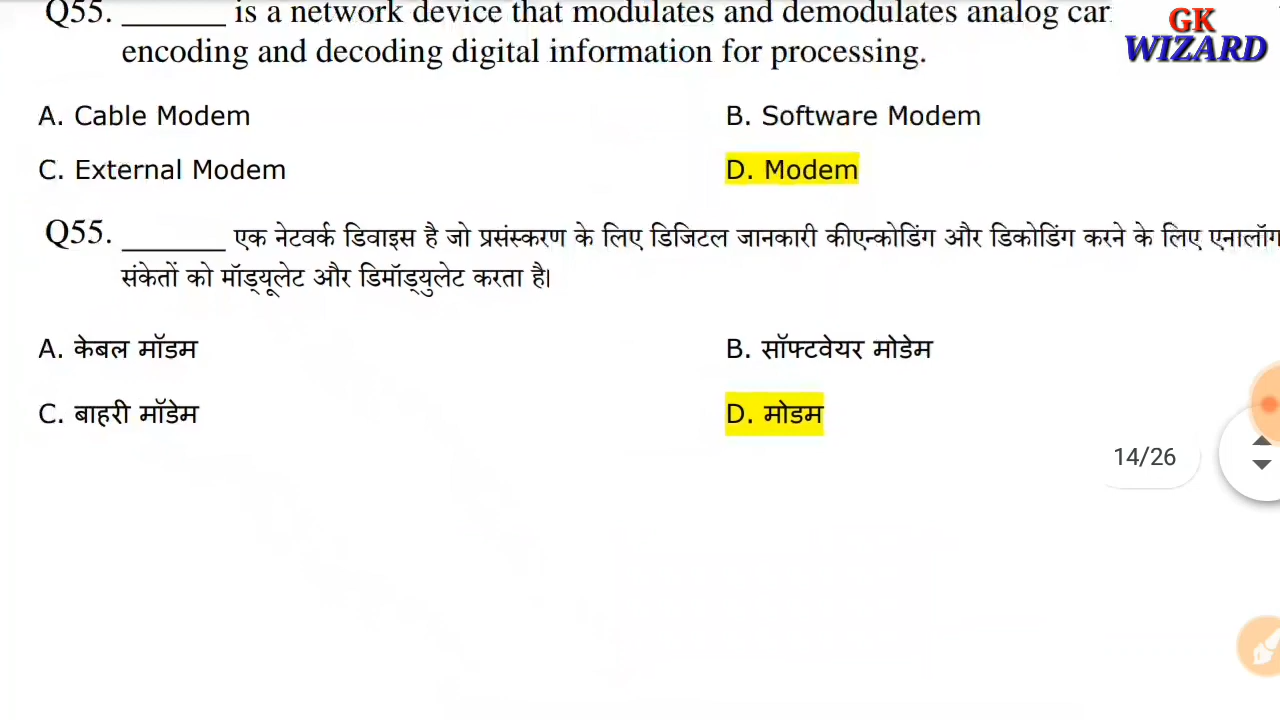 Q55. _______ is a network device that modulates and demodulates analog car
GK
WIZARD
encoding and decoding digital information for processing.
A. Cable Modem
B. Software Modem
C. External Modem
D. Modem
Q55. _______ एक नेटवर्क डिवाइस है जो प्रसंस्करण के लिए डिजिटल जानकारी कीएन्कोडिंग और डिकोडिंग करने के लिए एनालॉग
संकेतों को मॉड्यूलेट और डिमॉड्युलेट करता है।
A. केबल मॉडम
B. सॉफ्टवेयर मोडेम
C. बाहरी मॉडेम
D. मोडम
14/26